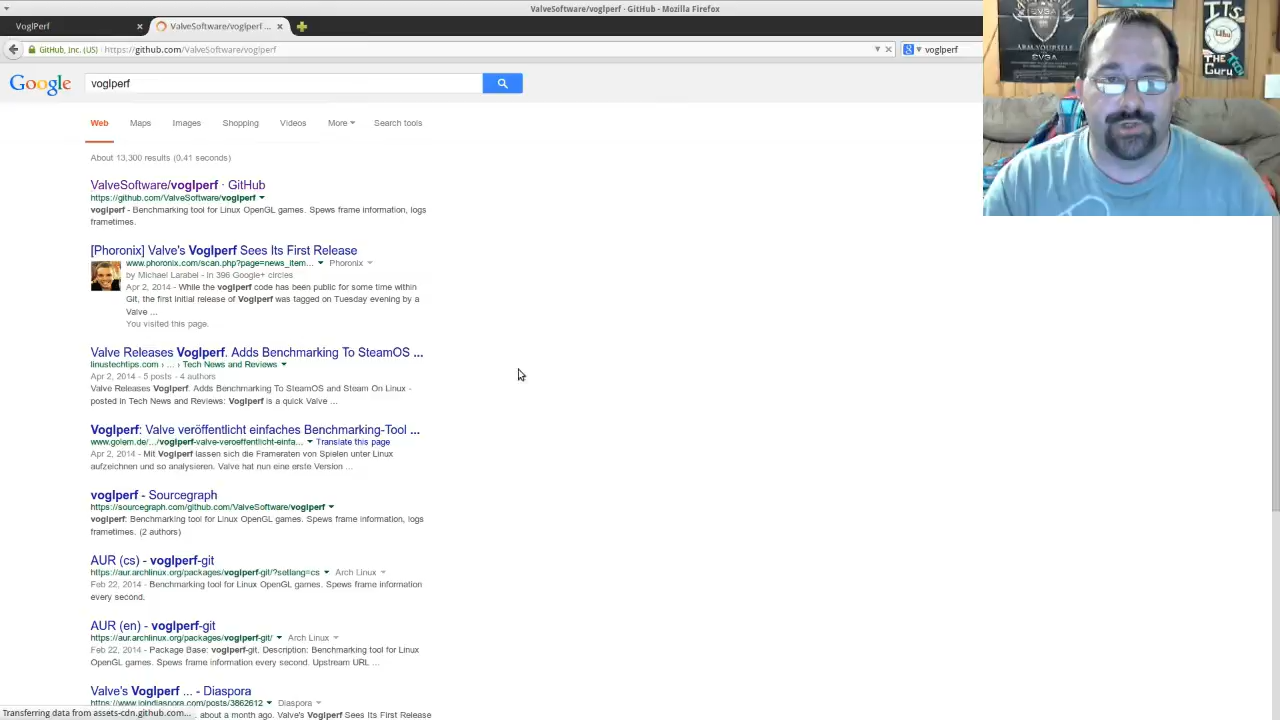 ValveSoftware/voglperf · GitHub - Mozilla Firefox
VoglPerf
ValveSoftware/voglperf ...
GitHub, Inc. (US)
https://github.com/ValveSoftware/voglperf
voglperf
Google
voglperf
Web
Maps
Images
Shopping
Videos
More
Search tools
About 13,300 results (0.41 seconds)
ValveSoftware/voglperf · GitHub
https://github.com/ValveSoftware/voglperf
voglperf - Benchmarking tool for Linux OpenGL games. Spews frame information, logs
frametimes.
[Phoronix] Valve's Voglperf Sees Its First Release
www.phoronix.com/scan.php?page=news_item...
Phoronix
by Michael Larabel - in 396 Google+ circles
Apr 2, 2014 - While the voglperf code has been public for some time within
Git, the first initial release of Voglperf was tagged on Tuesday evening by a
Valve ...
You visited this page.
Valve Releases Voglperf. Adds Benchmarking To SteamOS ...
linustechtips.com › ... › Tech News and Reviews
Apr 2, 2014 - 5 posts - 4 authors
Valve Releases Voglperf. Adds Benchmarking To SteamOS and Steam On Linux -
posted in Tech News and Reviews: Voglperf is a quick Valve ...
Voglperf: Valve veröffentlicht einfaches Benchmarking-Tool ...
www.golem.de/.../voglperf-valve-veroeffentlicht-einfa...
Translate this page
Apr 2, 2014 - Mit Voglperf lassen sich die Frameraten von Spielen unter Linux
aufzeichnen und so analysieren. Valve hat nun eine erste Version ...
voglperf - Sourcegraph
https://sourcegraph.com/github.com/ValveSoftware/voglperf
voglperf: Benchmarking tool for Linux OpenGL games. Spews frame information, logs
frametimes. (2 authors)
AUR (cs) - voglperf-git
https://aur.archlinux.org/packages/voglperf-git/?setlang=cs
Arch Linux
Feb 22, 2014 - Benchmarking tool for Linux OpenGL games. Spews frame information
every second.
AUR (en) - voglperf-git
https://aur.archlinux.org/packages/voglperf-git/
Arch Linux
Feb 22, 2014 - Package Base: voglperf-git. Description: Benchmarking tool for Linux
OpenGL games. Spews frame information every second. Upstream URL ...
Valve's Voglperf ... - Diaspora
https://www.joindiaspora.com/posts/3862612
Diaspora
about a month ago. Valve's Voglperf Sees Its First Release
Transferring data from assets-cdn.github.com...
ARM YOURSELF
EVGA
IT'S
Ubu
THE
TECH
GURU